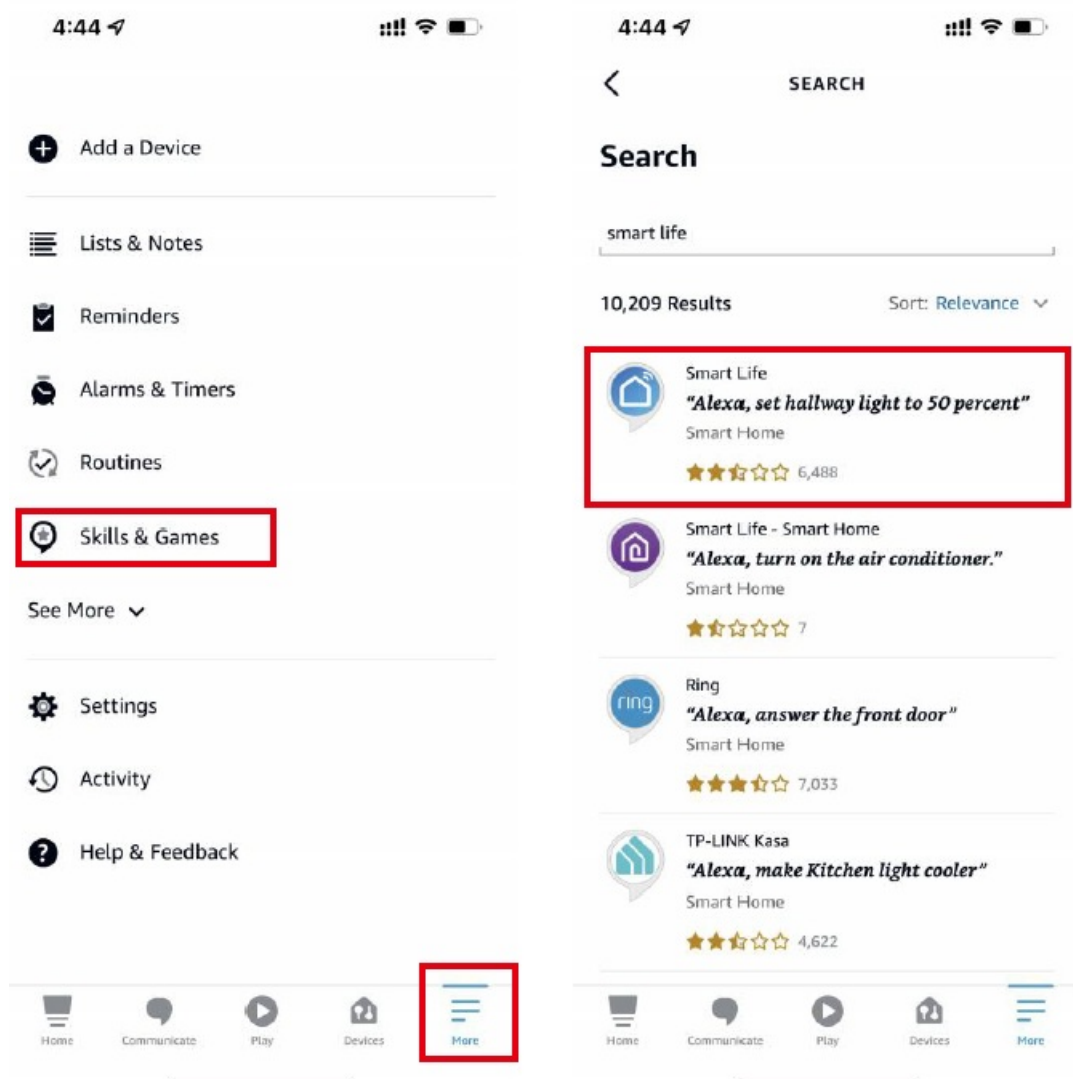 4:44
Add a Device
Lists & Notes
Reminders
Alarms & Timers
Routines
Skills & Games
See More
Settings
Activity
Help & Feedback
Home
Communicate
Play
Devices
More
4:44
SEARCH
Search
smart life
10,209 Results
Sort: Relevance
Smart Life
“Alexa, set hallway light to 50 percent”
Smart Home
6,488
Smart Life - Smart Home
“Alexa, turn on the air conditioner.”
Smart Home
7
ring
Ring
“Alexa, answer the front door”
Smart Home
7,033
TP-LINK Kasa
“Alexa, make Kitchen light cooler”
Smart Home
4,622
Home
Communicate
Play
Devices
More